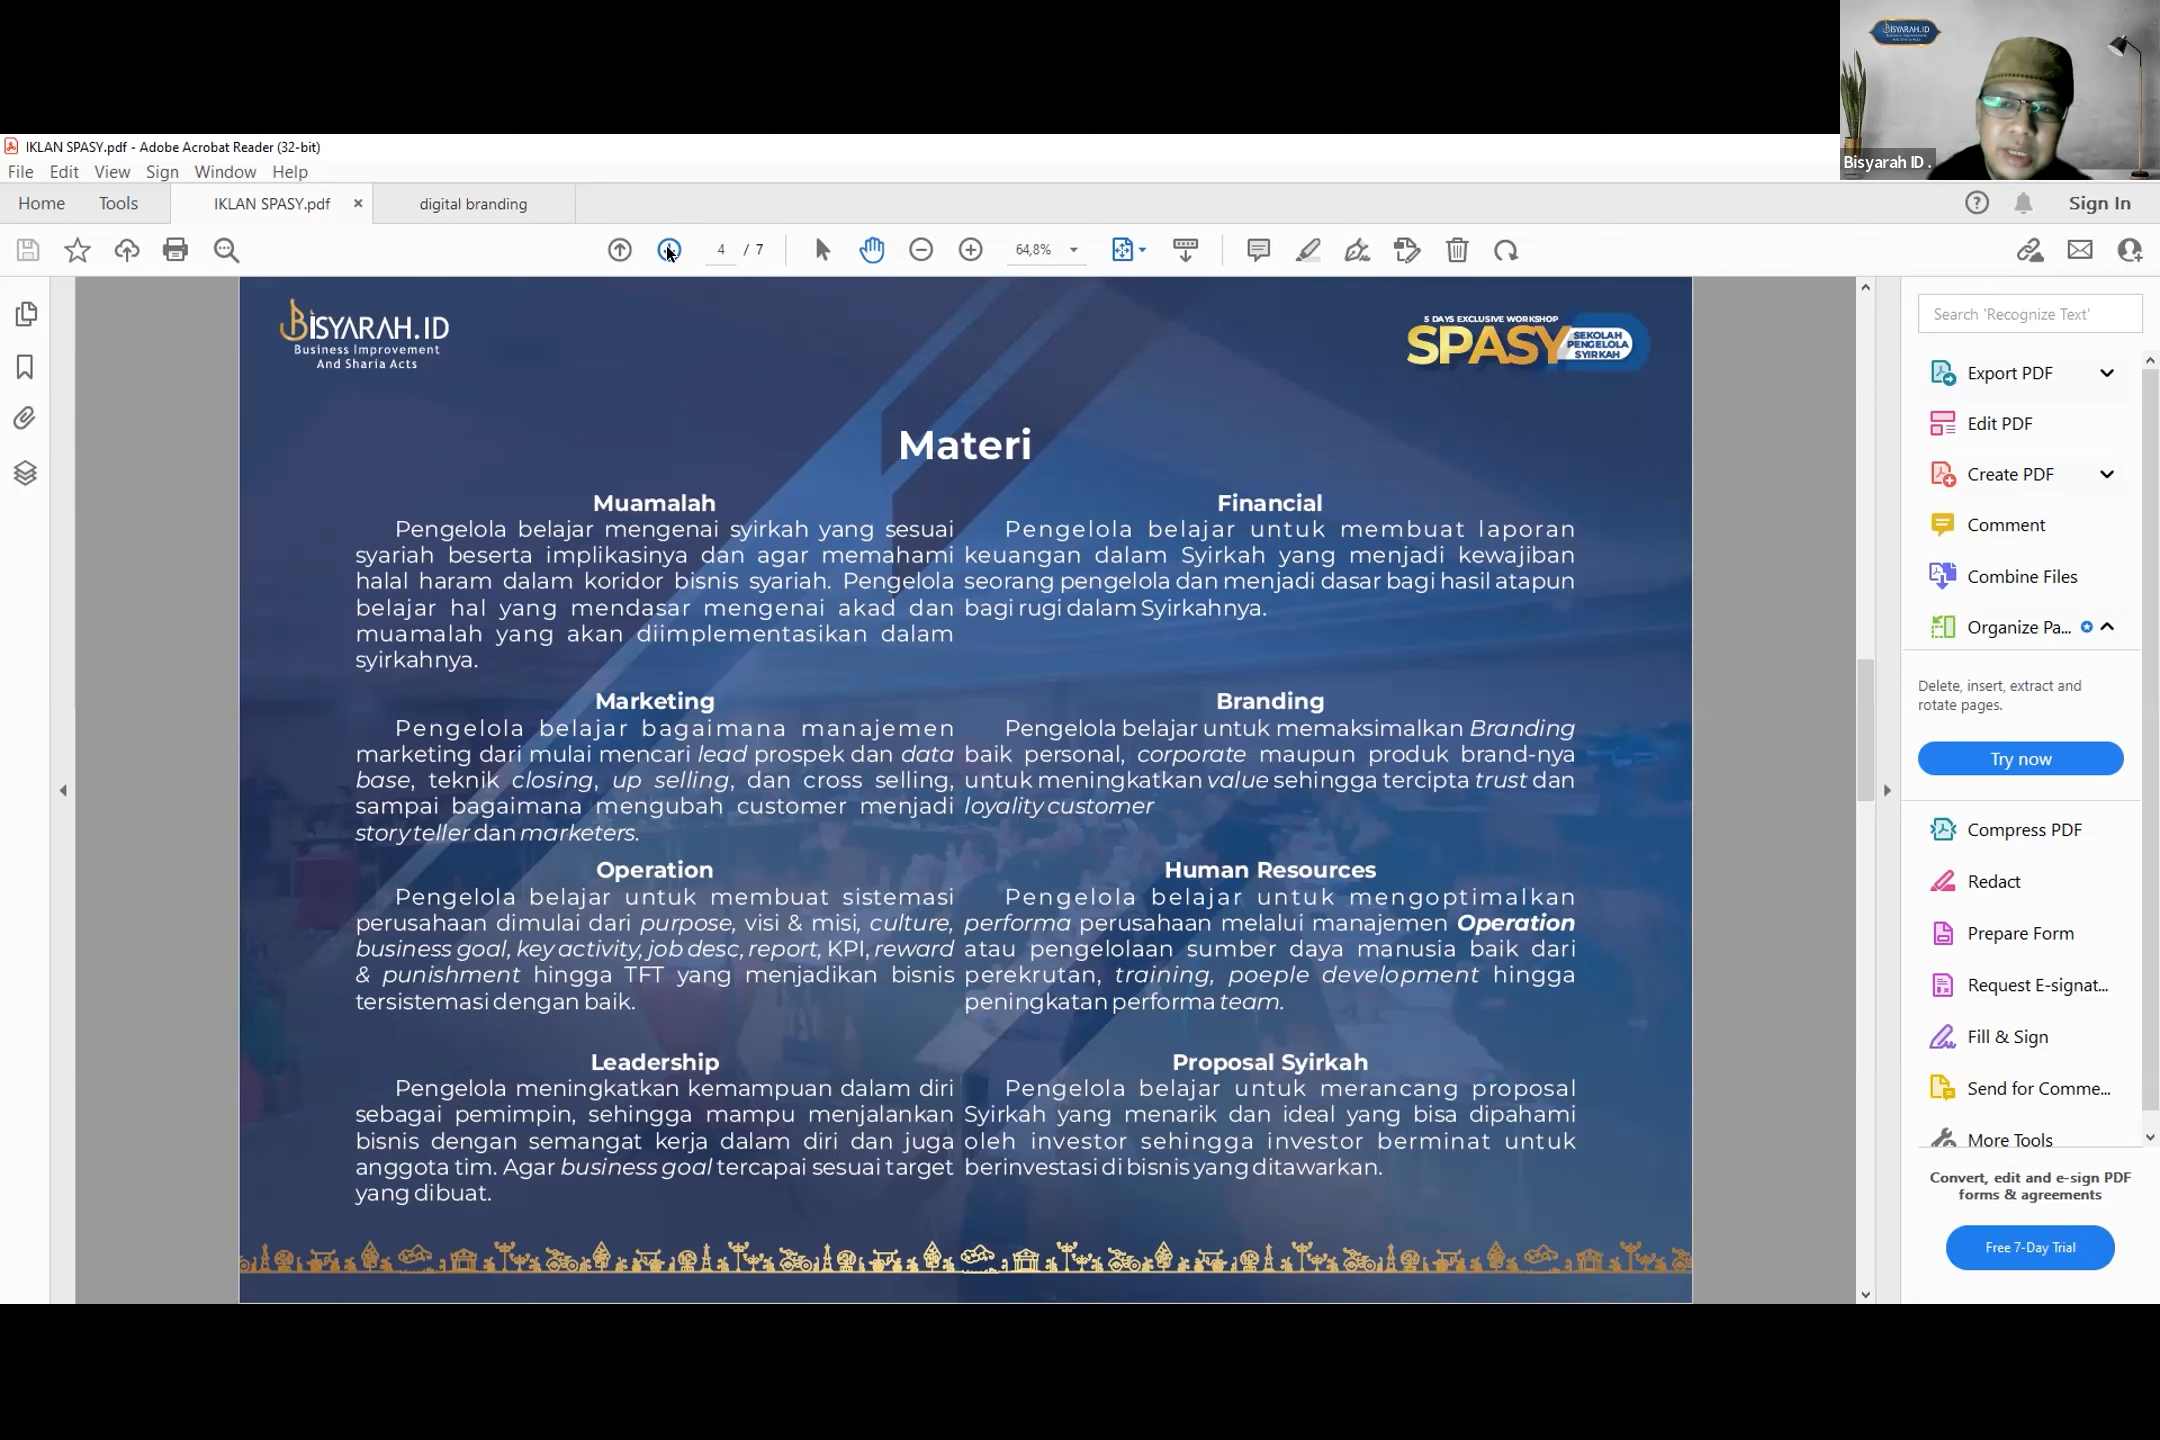 BISYARAH.ID
Bisyarah ID .
IKLAN SPASY.pdf - Adobe Acrobat Reader (32-bit)
File Edit View Sign Window Help
Home Tools IKLAN SPASY.pdf × digital branding Sign In
4 / 7 64,8%
BISYARAH.ID
Business Improvement
And Sharia Acts
5 DAYS EXCLUSIVE WORKSHOP
SPASY
SEKOLAH
PENGELOLA
SYIRKAH
Materi
Muamalah
Pengelola belajar mengenai syirkah yang sesuai
syariah beserta implikasinya dan agar memahami
halal haram dalam koridor bisnis syariah. Pengelola
belajar hal yang mendasar mengenai akad dan
muamalah yang akan diimplementasikan dalam
syirkahnya.
Financial
Pengelola belajar untuk membuat laporan
keuangan dalam Syirkah yang menjadi kewajiban
seorang pengelola dan menjadi dasar bagi hasil atapun
bagi rugi dalam Syirkahnya.
Marketing
Pengelola belajar bagaimana manajemen
marketing dari mulai mencari lead prospek dan data
base, teknik closing, up selling, dan cross selling,
sampai bagaimana mengubah customer menjadi
story teller dan marketers.
Branding
Pengelola belajar untuk memaksimalkan Branding
baik personal, corporate maupun produk brand-nya
untuk meningkatkan value sehingga tercipta trust dan
loyality customer
Operation
Pengelola belajar untuk membuat sistemasi
perusahaan dimulai dari purpose, visi & misi, culture,
business goal, key activity, job desc, report, KPI, reward
& punishment hingga TFT yang menjadikan bisnis
tersistemasi dengan baik.
Human Resources
Pengelola belajar untuk mengoptimalkan
performa perusahaan melalui manajemen Operation
atau pengelolaan sumber daya manusia baik dari
perekrutan, training, poeple development hingga
peningkatan performa team.
Leadership
Pengelola meningkatkan kemampuan dalam diri
sebagai pemimpin, sehingga mampu menjalankan
bisnis dengan semangat kerja dalam diri dan juga
anggota tim. Agar business goal tercapai sesuai target
yang dibuat.
Proposal Syirkah
Pengelola belajar untuk merancang proposal
Syirkah yang menarik dan ideal yang bisa dipahami
oleh investor sehingga investor berminat untuk
berinvestasi di bisnis yang ditawarkan.
Search 'Recognize Text'
Export PDF
Edit PDF
Create PDF
Comment
Combine Files
Organize Pa...
Delete, insert, extract and
rotate pages.
Try now
Compress PDF
Redact
Prepare Form
Request E-signat...
Fill & Sign
Send for Comme...
More Tools
Convert, edit and e-sign PDF
forms & agreements
Free 7-Day Trial